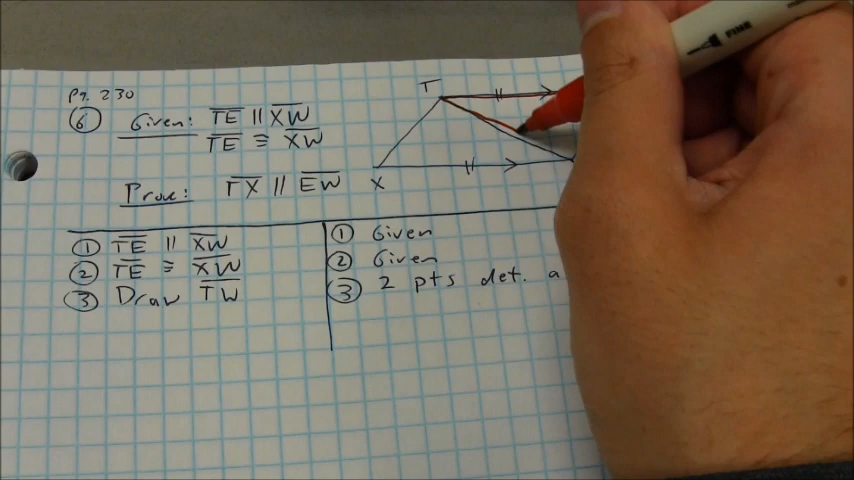 Pg. 230
6 Given: TE || XW
TE ≅ XW
Prove: TX || EW
T
X
1 TE || XW
2 TE ≅ XW
3 Draw TW
1 Given
2 Given
3 2 pts det. a
FINE